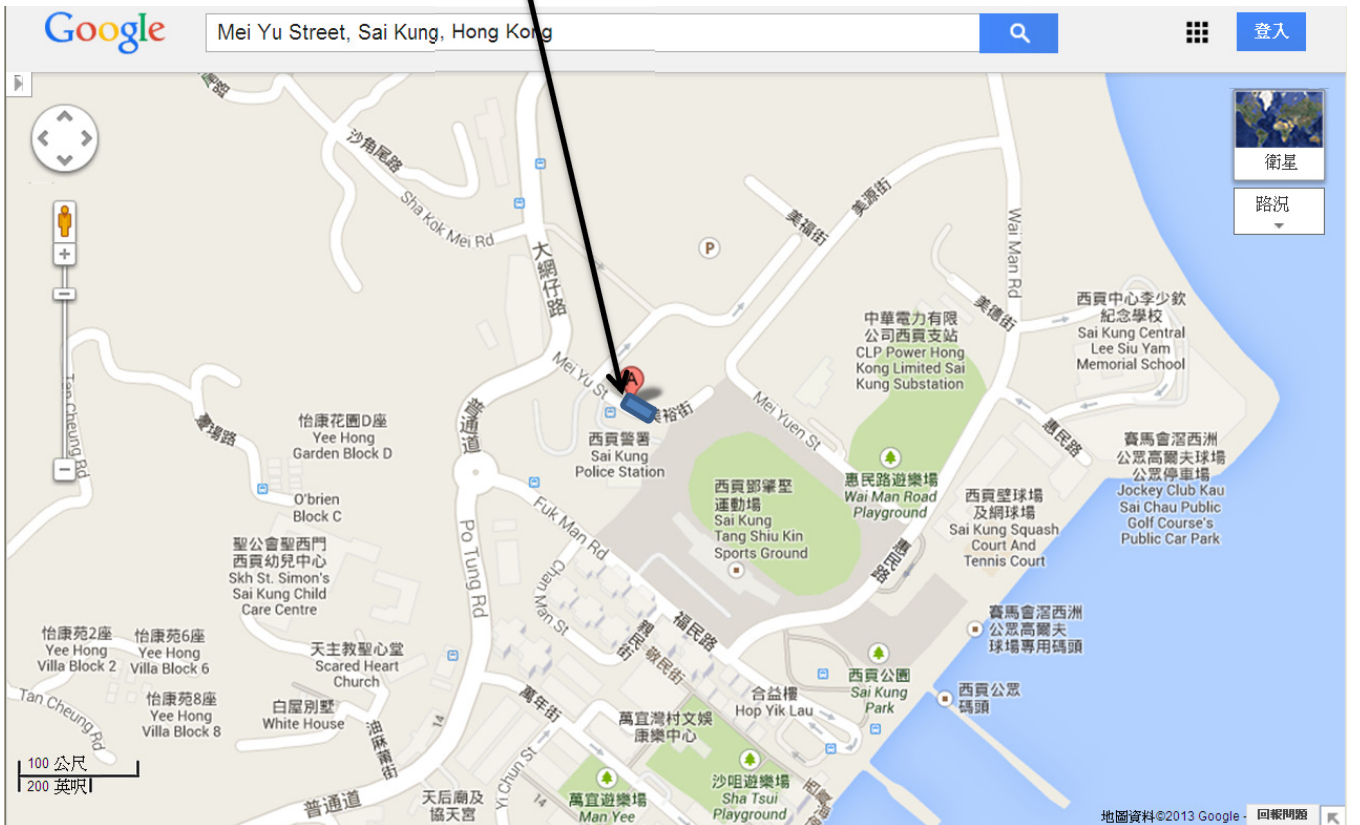 Google
Mei Yu Street, Sai Kung, Hong Kong
登入
衛星
路況
沙角尾路
Sha Kok Mei Rd
大網仔路
美福街
美源街
P
Wai Man Rd
美德街
西貢中心李少欽
紀念學校
Sai Kung Central
Lee Siu Yam
Memorial School
中華電力有限
公司西貢支站
CLP Power Hong
Kong Limited Sai
Kung Substation
Mei Yu St
A
美裕街
Mei Yuen St
西貢警署
Sai Kung
Police Station
Tan Cheung Rd
普通道
怡康花園D座
Yee Hong
Garden Block D
O'brien
Block C
惠民路
賽馬會滘西洲
公眾高爾夫球場
公眾停車場
Jockey Club Kau
Sai Chau Public
Golf Course's
Public Car Park
西貢鄧肇堅
運動場
Sai Kung
Tang Shiu Kin
Sports Ground
惠民路遊樂場
Wai Man Road
Playground
西貢壁球場
及網球場
Sai Kung Squash
Court And
Tennis Court
惠民路
Fuk Man Rd
Po Tung Rd
Chan Man St
聖公會聖西門
西貢幼兒中心
Skh St. Simon's
Sai Kung Child
Care Centre
怡康苑2座
Yee Hong
Villa Block 2
怡康苑6座
Yee Hong
Villa Block 6
天主教聖心堂
Scared Heart
Church
親民街
福民路
敬民街
賽馬會滘西洲
公眾高爾夫
球場專用碼頭
西貢公園
Sai Kung
Park
西貢公眾
碼頭
Tan Cheung Rd
怡康苑8座
Yee Hong
Villa Block 8
白屋別墅
White House
油麻莆街
14
萬年街
合益樓
Hop Yik Lau
萬宜灣村文娛
康樂中心
100 公尺
200 英呎
普通道
天后廟及
協天宮
Yi Chun St
14
萬宜遊樂場
Man Yee
沙咀遊樂場
Sha Tsui
Playground
地圖資料©2013 Google -
回報問題